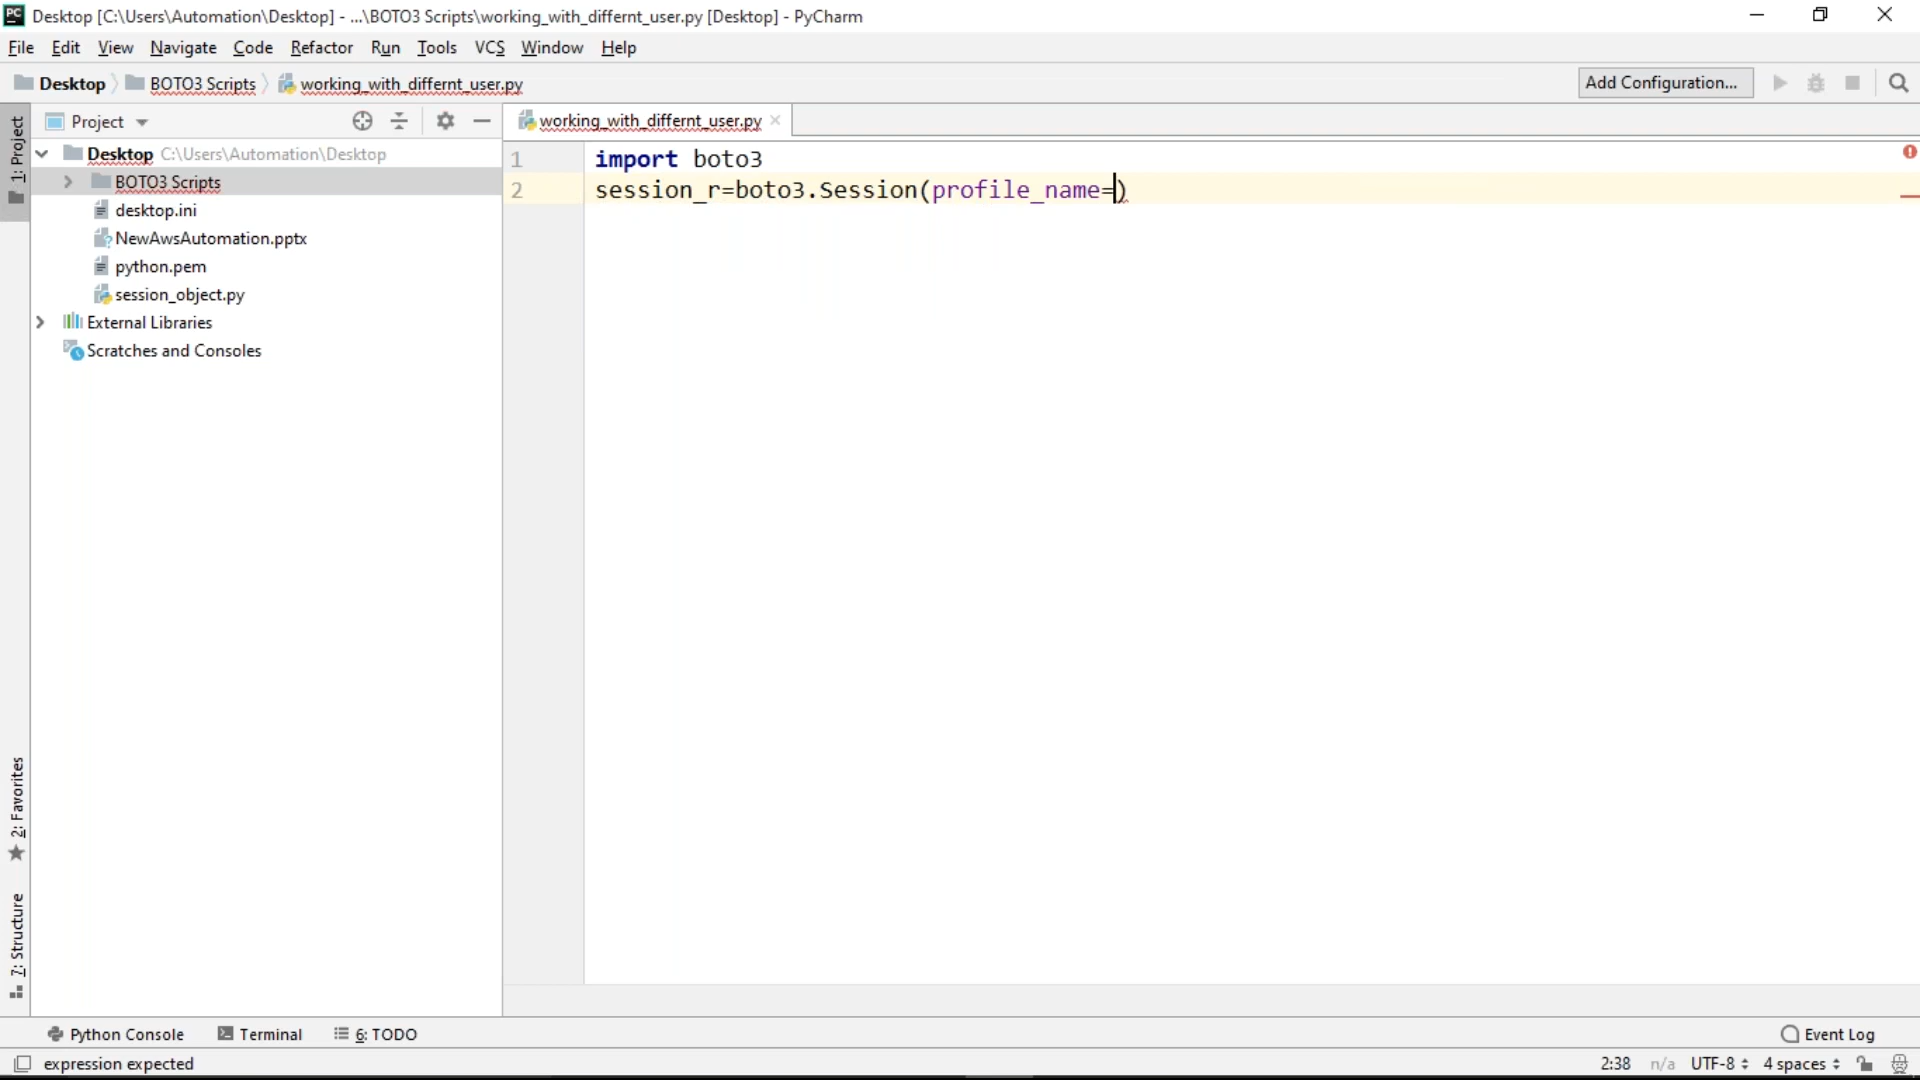 PC Desktop [C:\Users\Automation\Desktop] - ...\BOTO3 Scripts\working_with_differnt_user.py [Desktop] - PyCharm
File Edit View Navigate Code Refactor Run Tools VCS Window Help
Desktop BOTO3 Scripts working_with_differnt_user.py Add Configuration...
1: Project
Project
working_with_differnt_user.py
Desktop C:\Users\Automation\Desktop
BOTO3 Scripts
desktop.ini
NewAwsAutomation.pptx
python.pem
session_object.py
External Libraries
Scratches and Consoles
1 import boto3
2 session_r=boto3.Session(profile_name=)
2: Favorites
7: Structure
Python Console Terminal 6: TODO Event Log
expression expected 2:38 n/a UTF-8 4 spaces